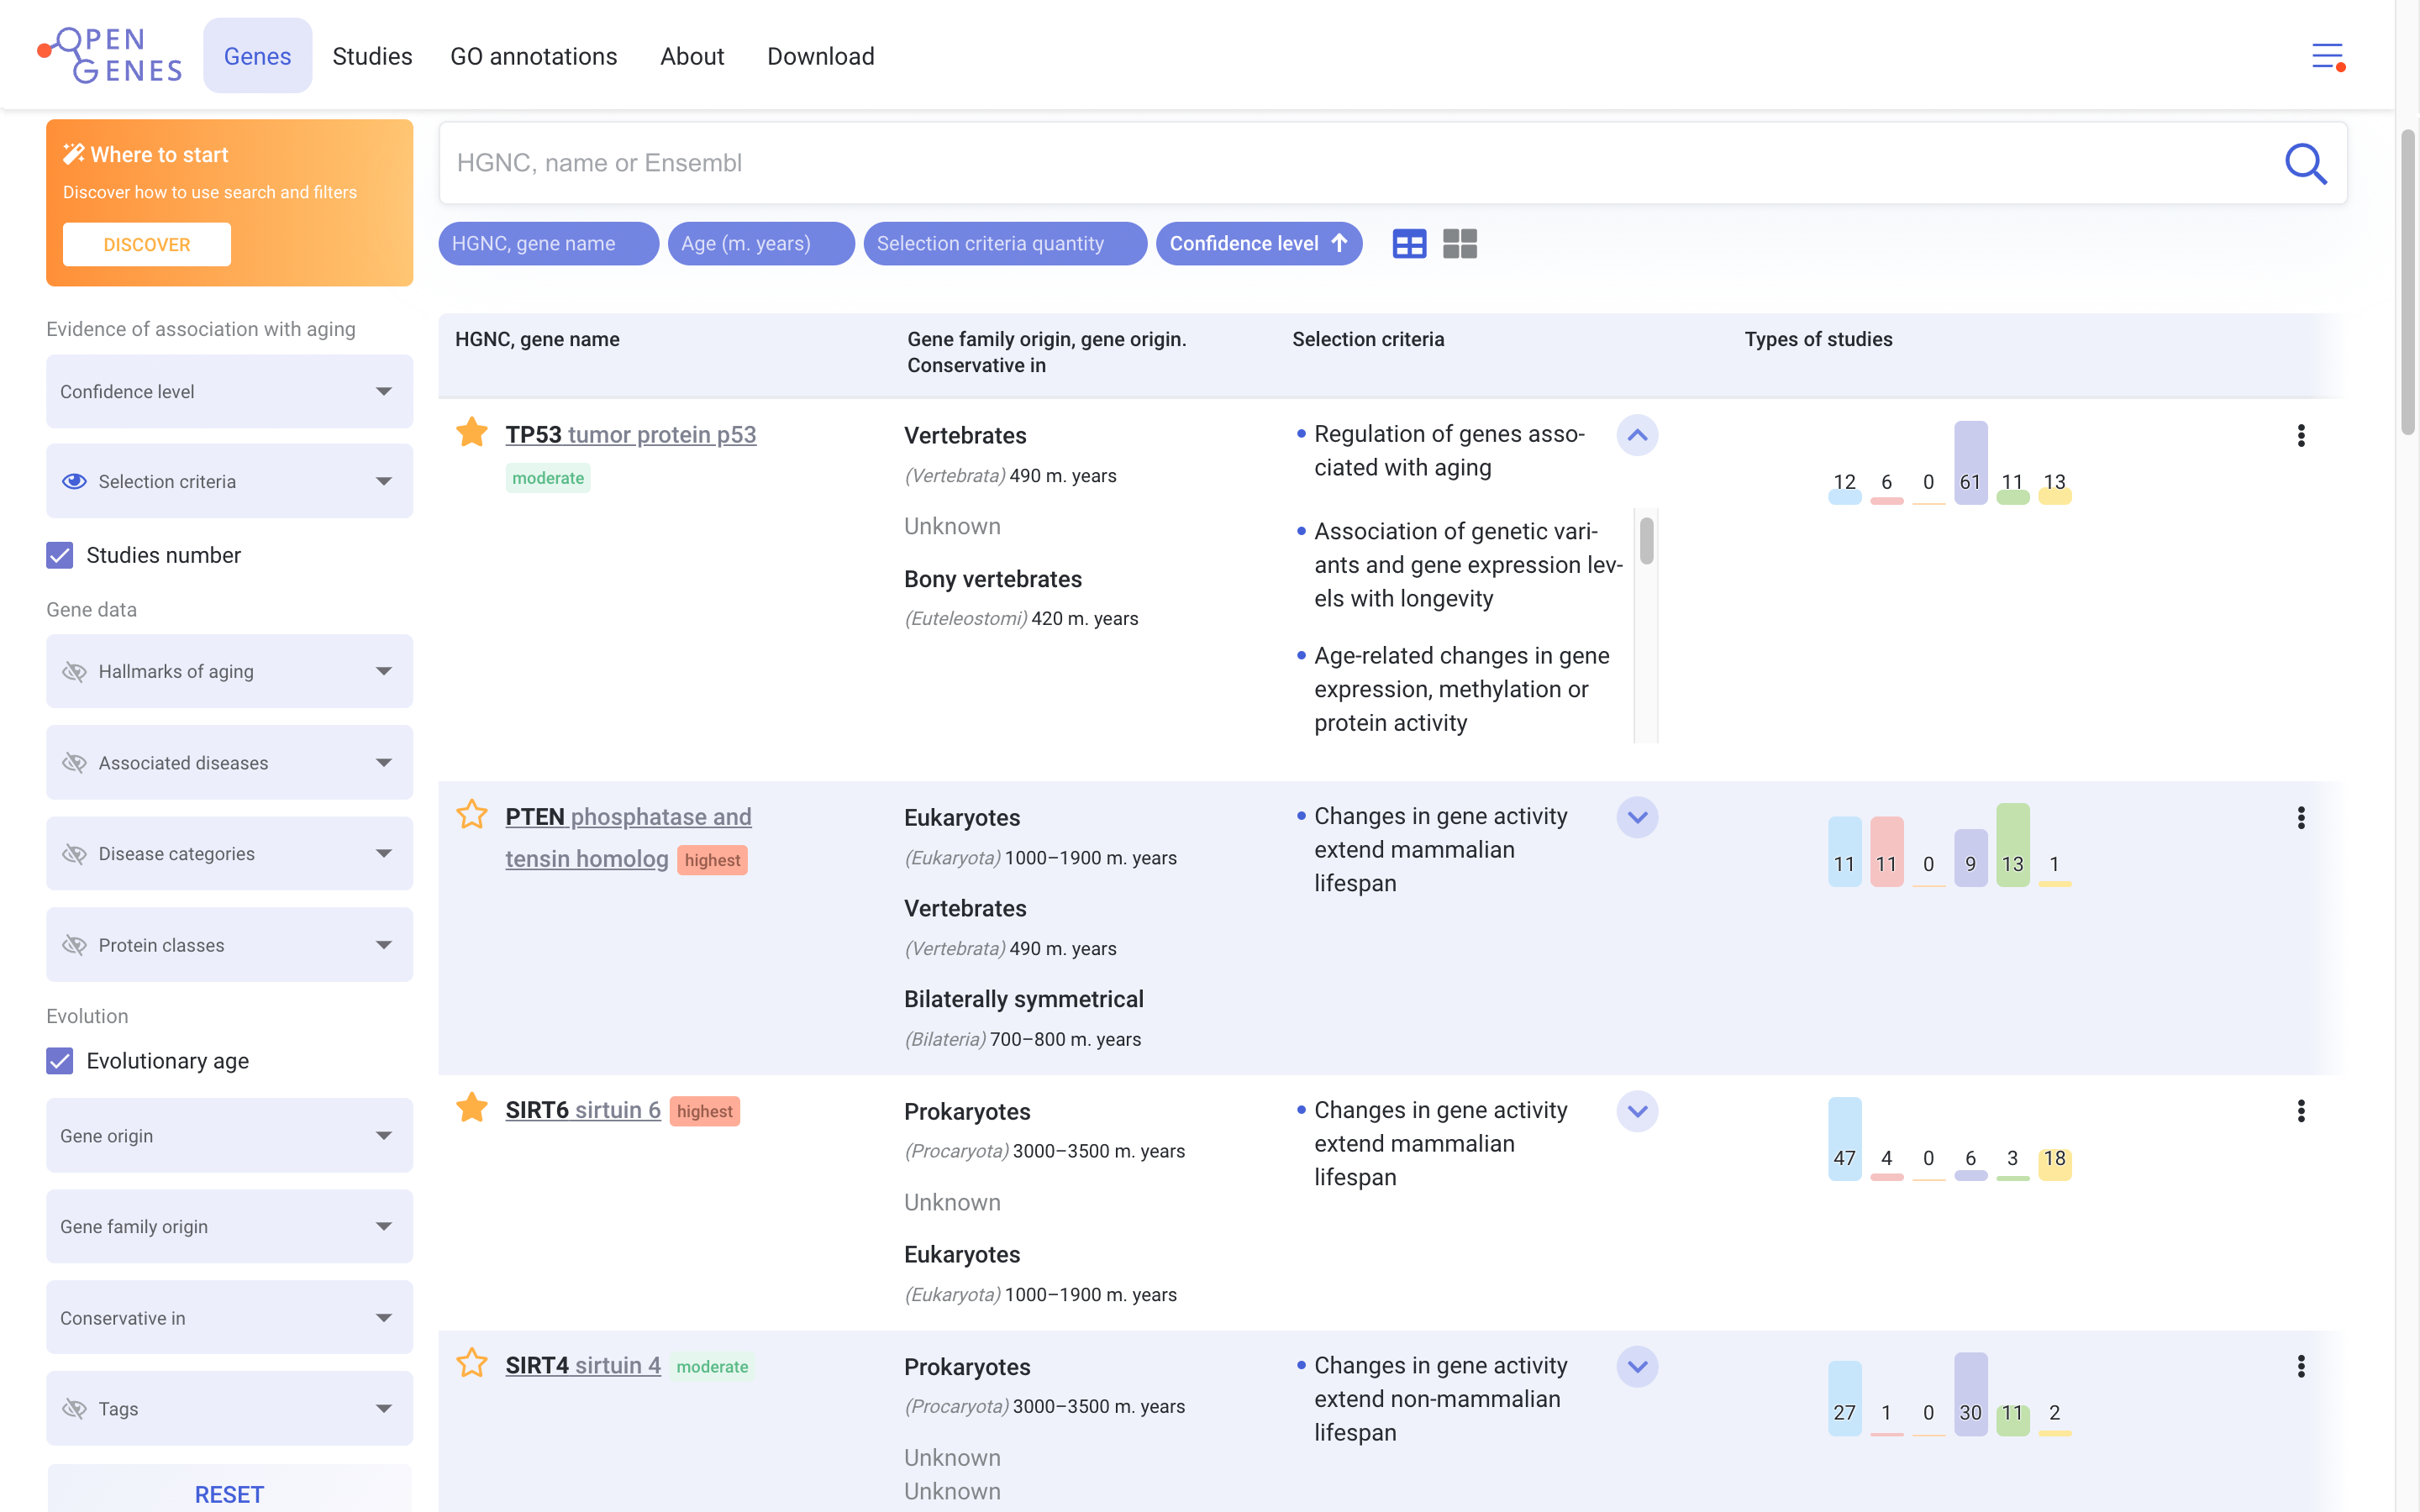 OPEN
GENES
Genes
Studies
GO annotations
About
Download
Where to start
Discover how to use search and filters
DISCOVER
Evidence of association with aging
Confidence level
Selection criteria
Studies number
Gene data
Hallmarks of aging
Associated diseases
Disease categories
Protein classes
Evolution
Evolutionary age
Gene origin
Gene family origin
Conservative in
Tags
RESET
HGNC, name or Ensembl
HGNC, gene name
Age (m. years)
Selection criteria quantity
Confidence level
HGNC, gene name
Gene family origin, gene origin.
Conservative in
Selection criteria
Types of studies
TP53 tumor protein p53
moderate
Vertebrates
(Vertebrata) 490 m. years
Unknown
Bony vertebrates
(Euteleostomi) 420 m. years
Regulation of genes asso-
ciated with aging
Association of genetic vari-
ants and gene expression lev-
els with longevity
Age-related changes in gene
expression, methylation or
protein activity
12 6 0 61 11 13
PTEN phosphatase and
tensin homolog highest
Eukaryotes
(Eukaryota) 1000–1900 m. years
Vertebrates
(Vertebrata) 490 m. years
Bilaterally symmetrical
(Bilateria) 700–800 m. years
Changes in gene activity
extend mammalian
lifespan
11 11 0 9 13 1
SIRT6 sirtuin 6 highest
Prokaryotes
(Procaryota) 3000–3500 m. years
Unknown
Eukaryotes
(Eukaryota) 1000–1900 m. years
Changes in gene activity
extend mammalian
lifespan
47 4 0 6 3 18
SIRT4 sirtuin 4 moderate
Prokaryotes
(Procaryota) 3000–3500 m. years
Unknown
Unknown
Changes in gene activity
extend non-mammalian
lifespan
27 1 0 30 11 2